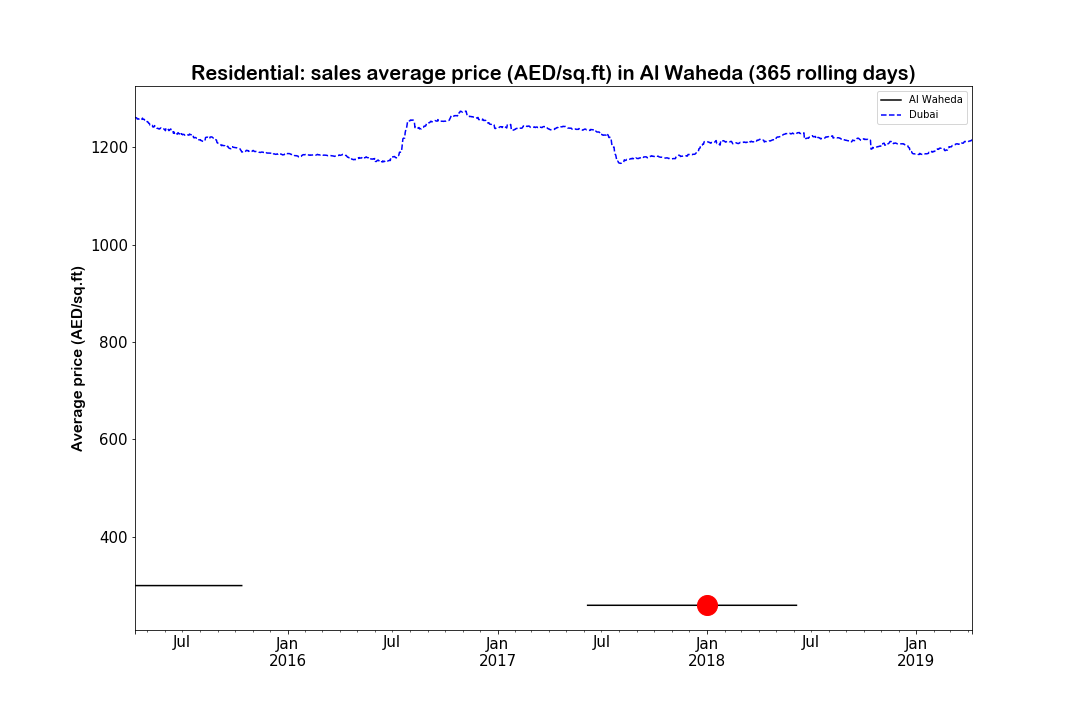 Residential: sales average price (AED/sq.ft) in Al Waheda (365 rolling days)
Al Waheda
Dubai
Average price (AED/sq.ft)
1200
1000
800
600
400
Jul
Jan
2016
Jul
Jan
2017
Jul
Jan
2018
Jul
Jan
2019